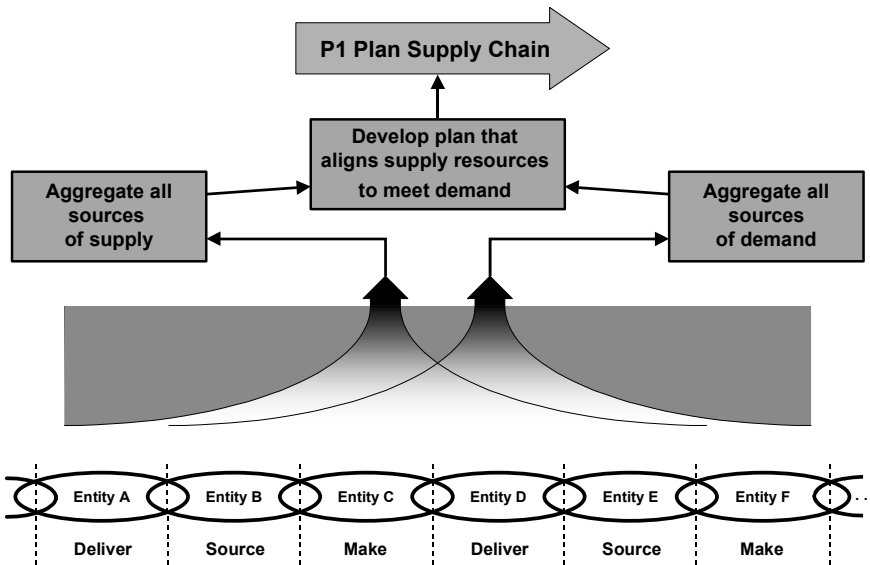 P1 Plan Supply Chain
Develop plan that
aligns supply resources
to meet demand
Aggregate all
sources
of supply
Aggregate all
sources
of demand
Entity A
Entity B
Entity C
Entity D
Entity E
Entity F
. .
Deliver
Source
Make
Deliver
Source
Make